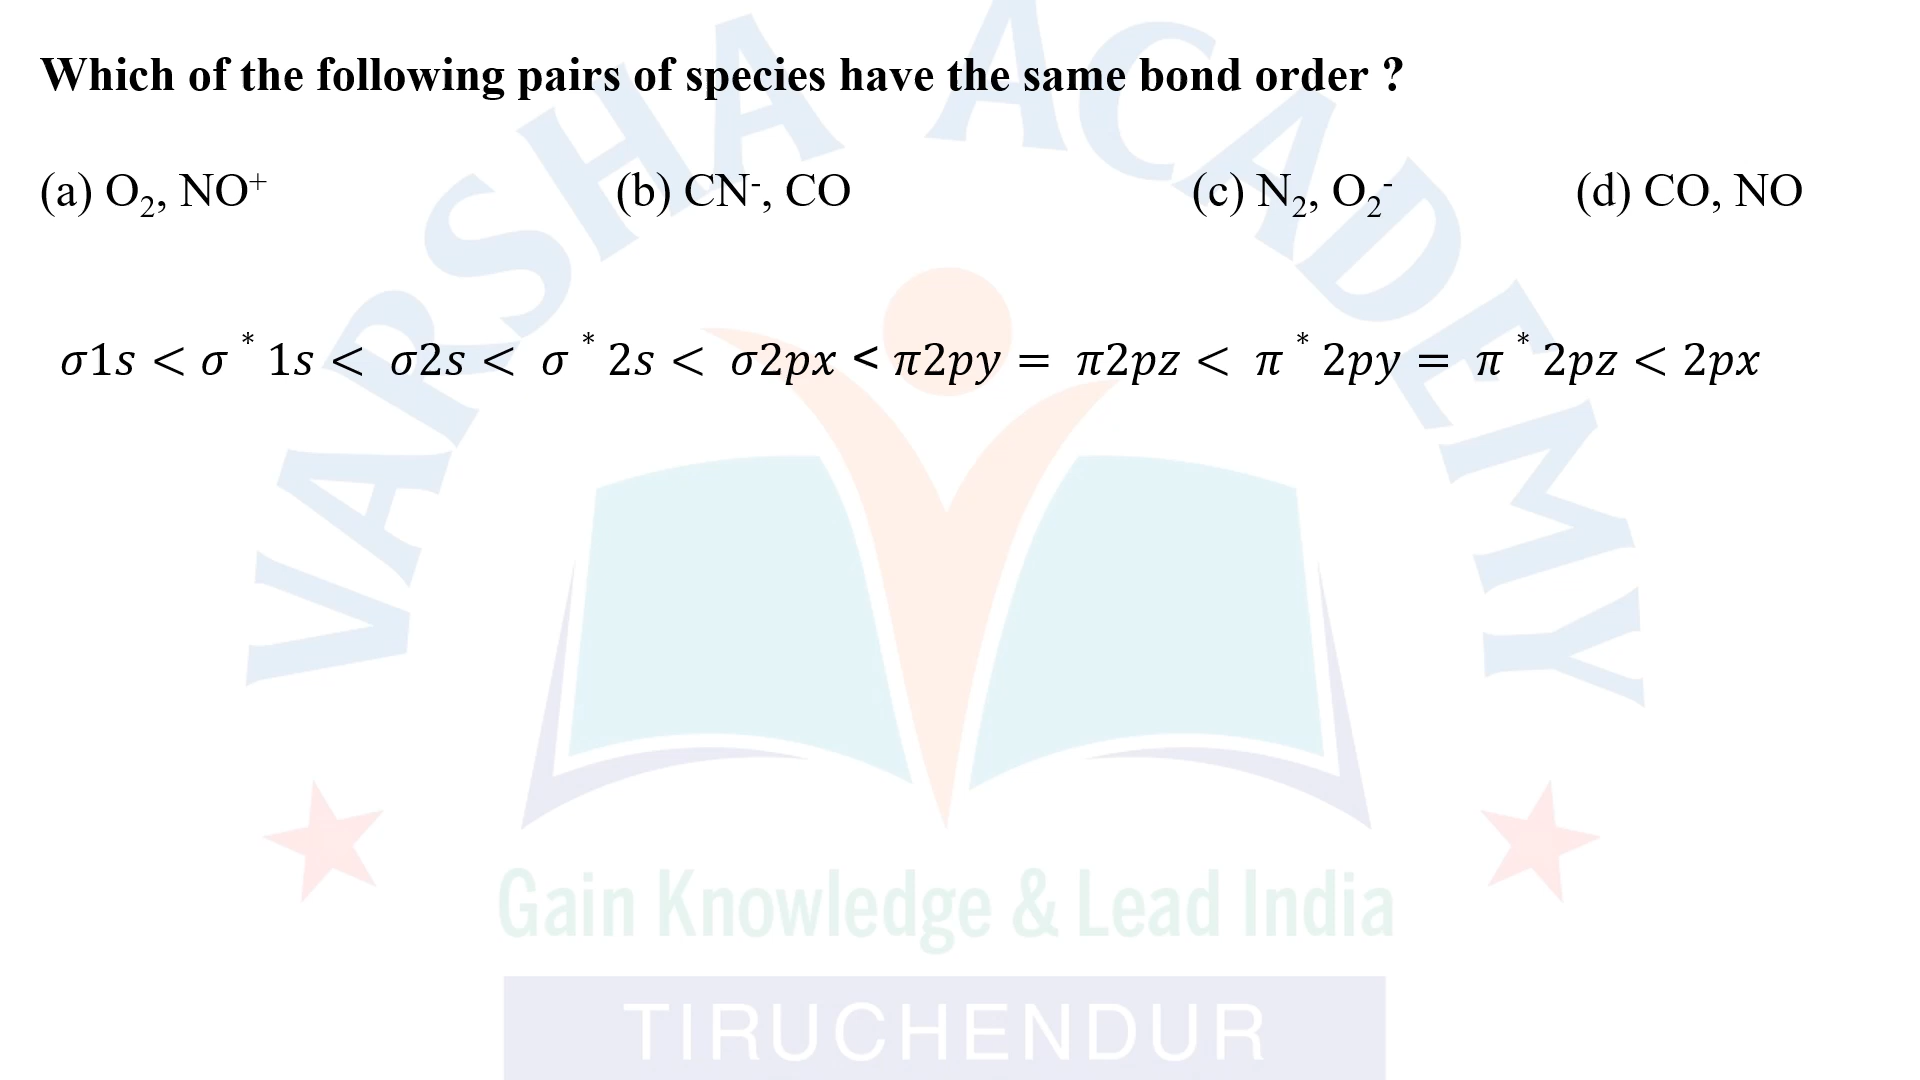 Which of the following pairs of species have the same bond order ?
(a) O₂, NO⁺ (b) CN⁻, CO (c) N₂, O₂⁻ (d) CO, NO
σ1s < σ * 1s < σ2s < σ * 2s < σ2px < π2py = π2pz < π * 2py = π * 2pz < 2px
VARSHA ACADEMY
Gain Knowledge & Lead India
TIRUCHENDUR